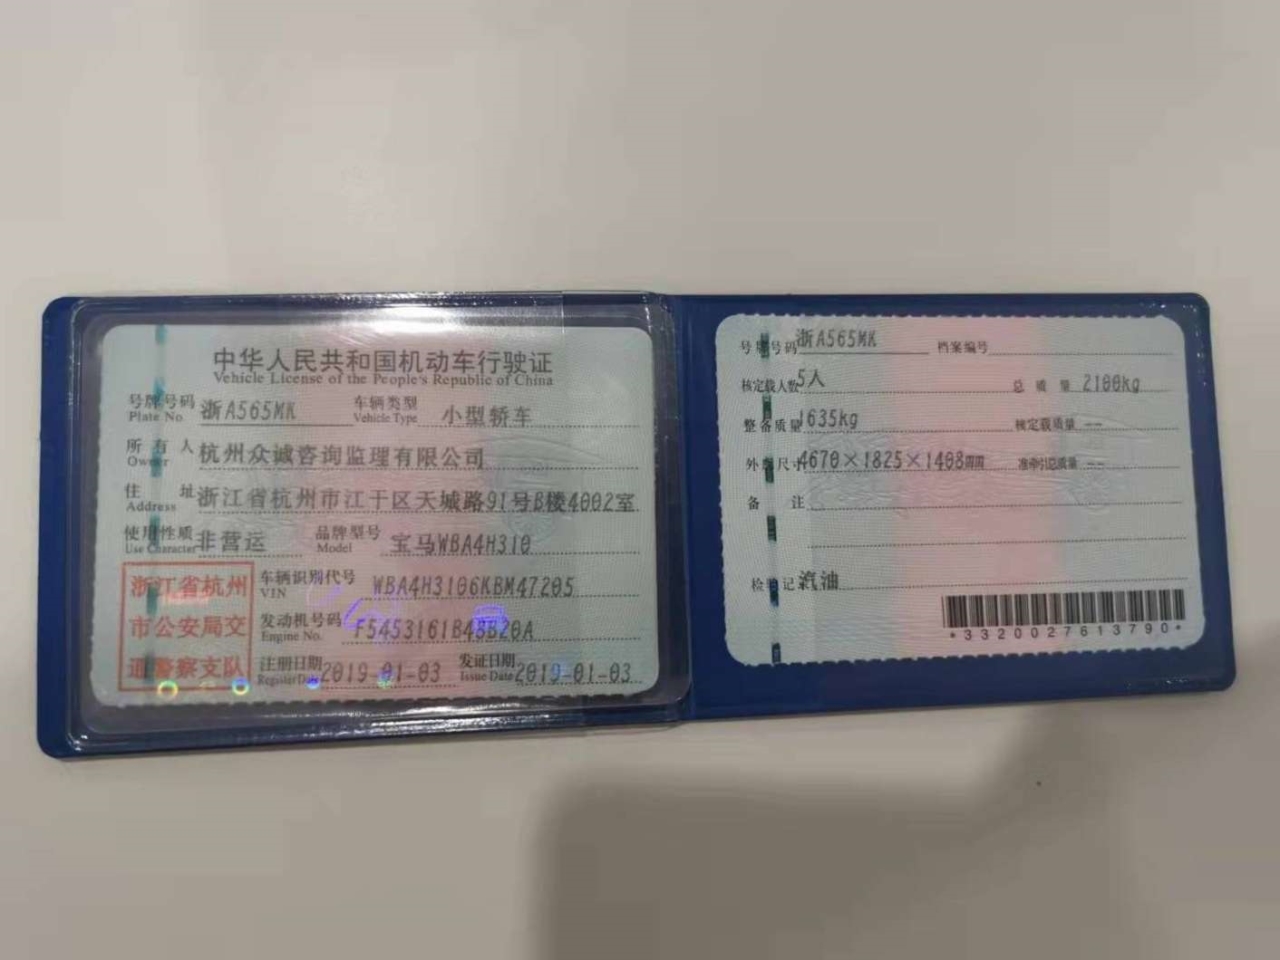 中华人民共和国机动车行驶证
Vehicle License of the People's Republic of China
号牌号码 浙A565MK 车辆类型 小型轿车
Plate No. Vehicle Type
所有人 杭州众诚咨询监理有限公司
Owner
住址 浙江省杭州市江干区天城路91号B楼4002室
Address
使用性质 非营运 品牌型号 宝马WBA4H310
Use Character Model
浙江省杭州
市公安局交
通警察支队
车辆识别代号 WBA4H3106KBM47205
VIN
发动机号码
Engine No.
注册日期 2019-01-03 发证日期 2019-01-03
Register Date Issue Date
号牌号码 浙A565MK 档案编号
核定载人数 5人 总质量 2100kg
整备质量 1635kg 核定载质量 --
外廓尺寸 4670×1825×1408 准牵引总质量 --
备注
检验记录 汽油
*3320027613790*